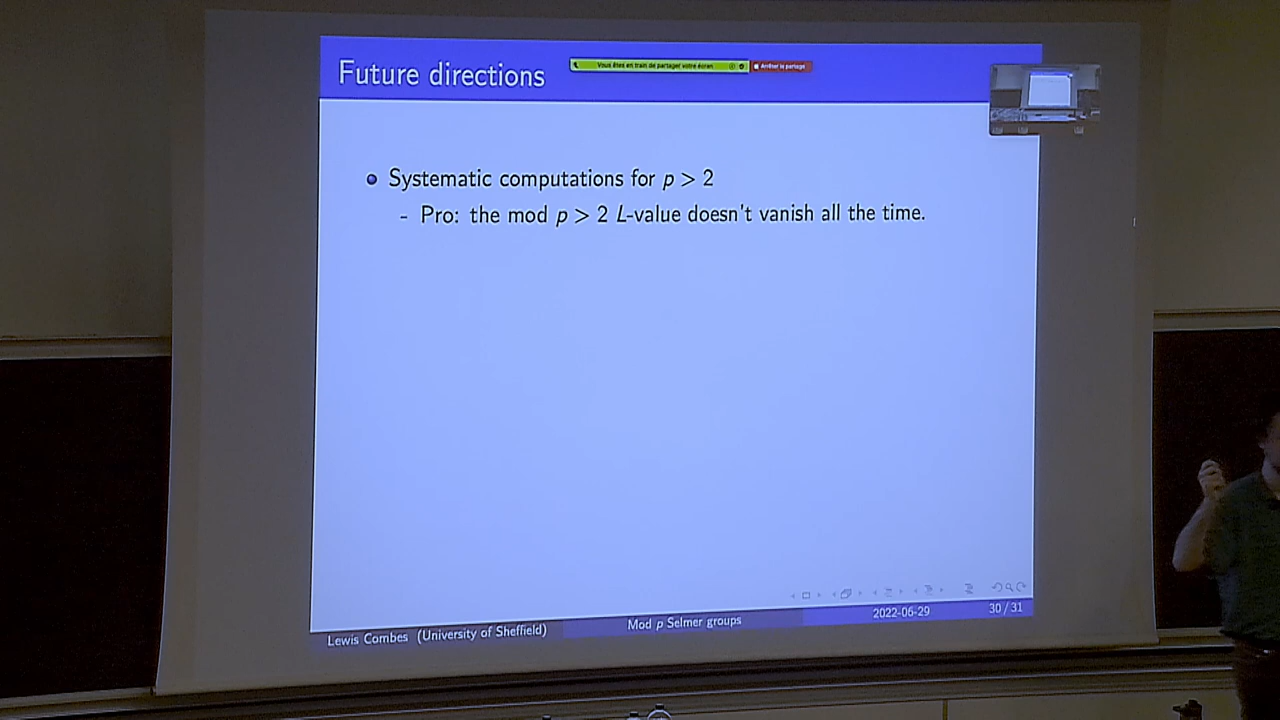 Future directions
Vous êtes en train de partager votre écran
Arrêter le partage
Systematic computations for p > 2
- Pro: the mod p > 2 L-value doesn't vanish all the time.
Lewis Combes (University of Sheffield)
Mod p Selmer groups
2022-06-29
30 / 31